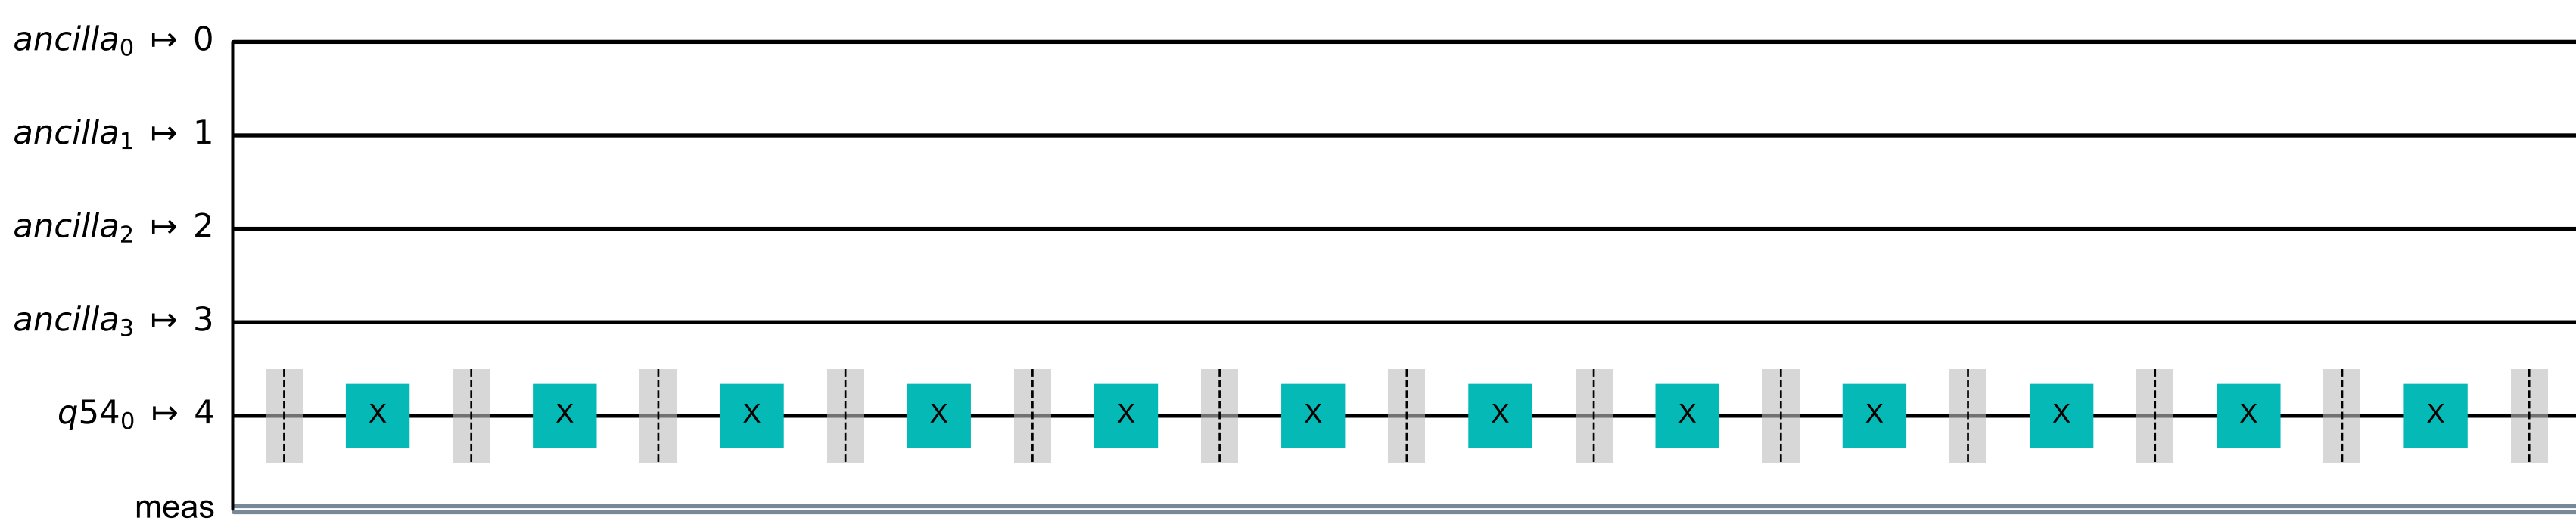 ancilla₀ ↦ 0
ancilla₁ ↦ 1
ancilla₂ ↦ 2
ancilla₃ ↦ 3
q54₀ ↦ 4 X X X X X X X X X X X X
meas